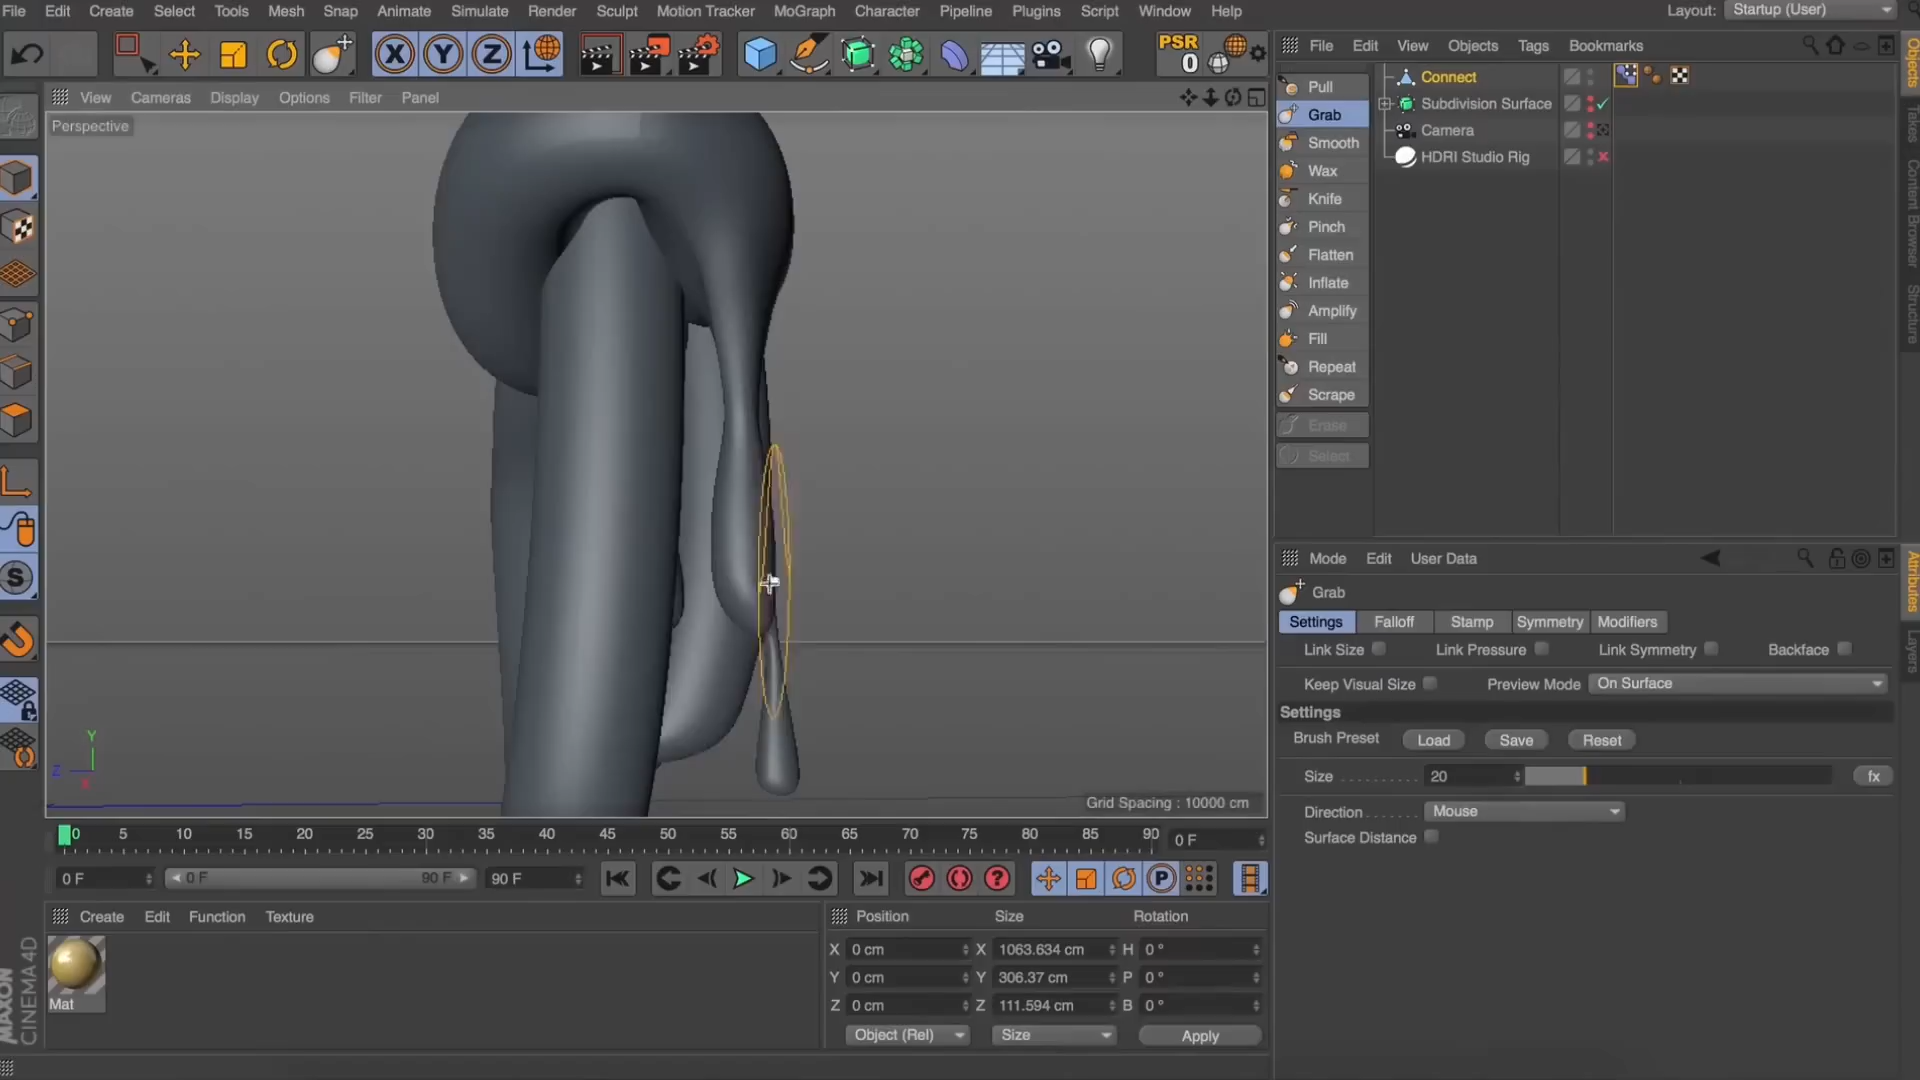 File Edit Create Select Tools Mesh Snap Animate Simulate Render Sculpt Motion Tracker MoGraph Character Pipeline Plugins Script Window Help Layout: Startup (User)
PSR
0
File Edit View Objects Tags Bookmarks
View Cameras Display Options Filter Panel
Perspective
Pull
Grab
Smooth
Wax
Knife
Pinch
Flatten
Inflate
Amplify
Fill
Repeat
Scrape
Erase
Select
Connect
Subdivision Surface
Camera
HDRI Studio Rig
Objects
Takes
Content Browser
Structure
Mode Edit User Data
Grab
Settings Falloff Stamp Symmetry Modifiers
Link Size Link Pressure Link Symmetry Backface
Keep Visual Size Preview Mode On Surface
Settings
Brush Preset Load Save Reset
Size 20 fx
Direction Mouse
Surface Distance
Attributes
Layers
Y
Z
X
Grid Spacing : 10000 cm
0 5 10 15 20 25 30 35 40 45 50 55 60 65 70 75 80 85 90 0 F
0 F 0 F 90 F 90 F
Create Edit Function Texture
Mat
MAXON
CINEMA 4D
Position Size Rotation
X 0 cm X 1063.634 cm H 0 °
Y 0 cm Y 306.37 cm P 0 °
Z 0 cm Z 111.594 cm B 0 °
Object (Rel) Size Apply